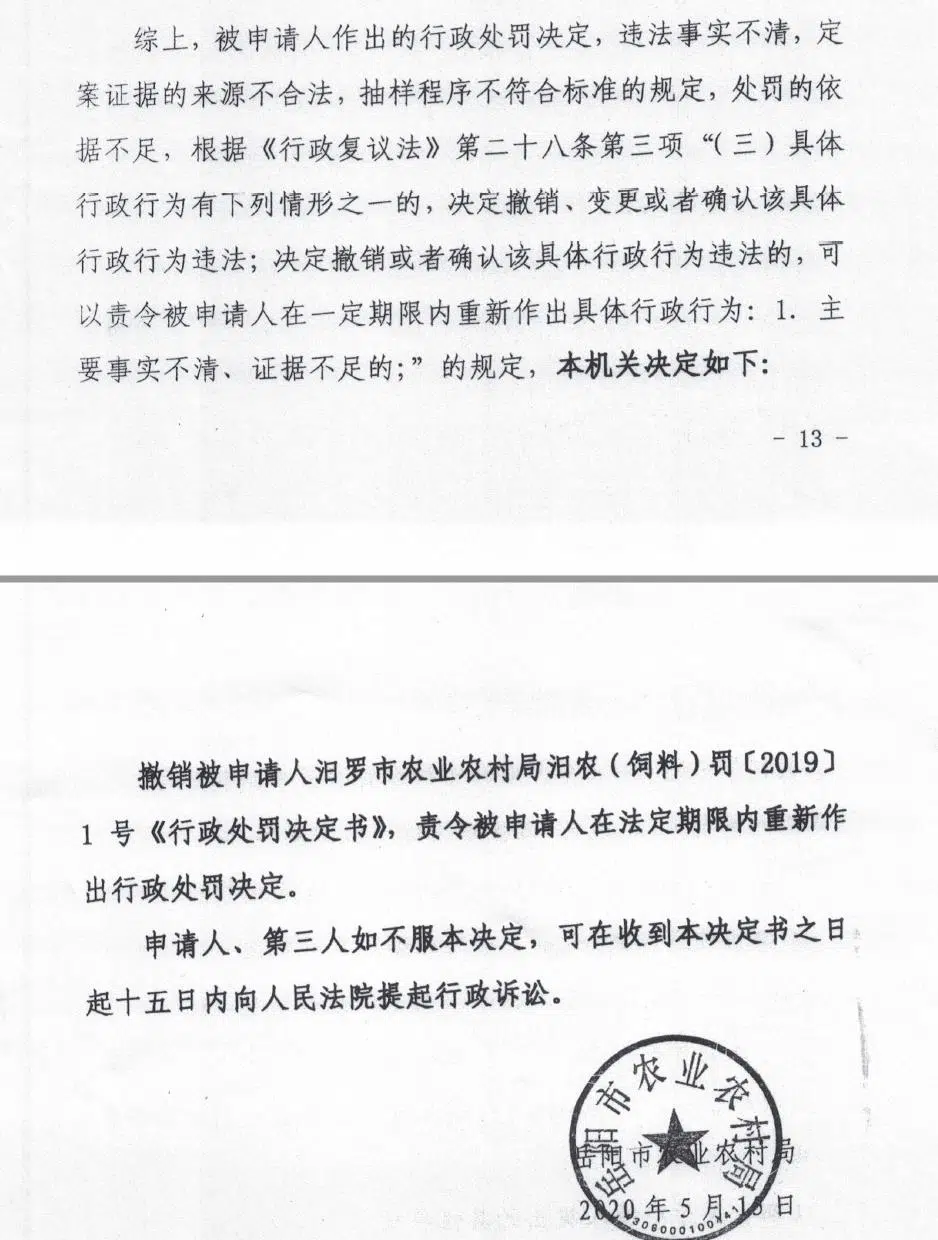 综上，被申请人作出的行政处罚决定，违法事实不清，定
案证据的来源不合法，抽样程序不符合标准的规定，处罚的依
据不足，根据《行政复议法》第二十八条第三项“（三）具体
行政行为有下列情形之一的，决定撤销、变更或者确认该具体
行政行为违法；决定撤销或者确认该具体行政行为违法的，可
以责令被申请人在一定期限内重新作出具体行政行为：1．主
要事实不清、证据不足的；”的规定，本机关决定如下：
- 13 -
撤销被申请人汨罗市农业农村局汨农（饲料）罚〔2019〕
1 号《行政处罚决定书》，责令被申请人在法定期限内重新作
出行政处罚决定。
申请人、第三人如不服本决定，可在收到本决定书之日
起十五日内向人民法院提起行政诉讼。
岳阳市农业农村局
岳阳市农业农村局
2020 年 5 月 15 日